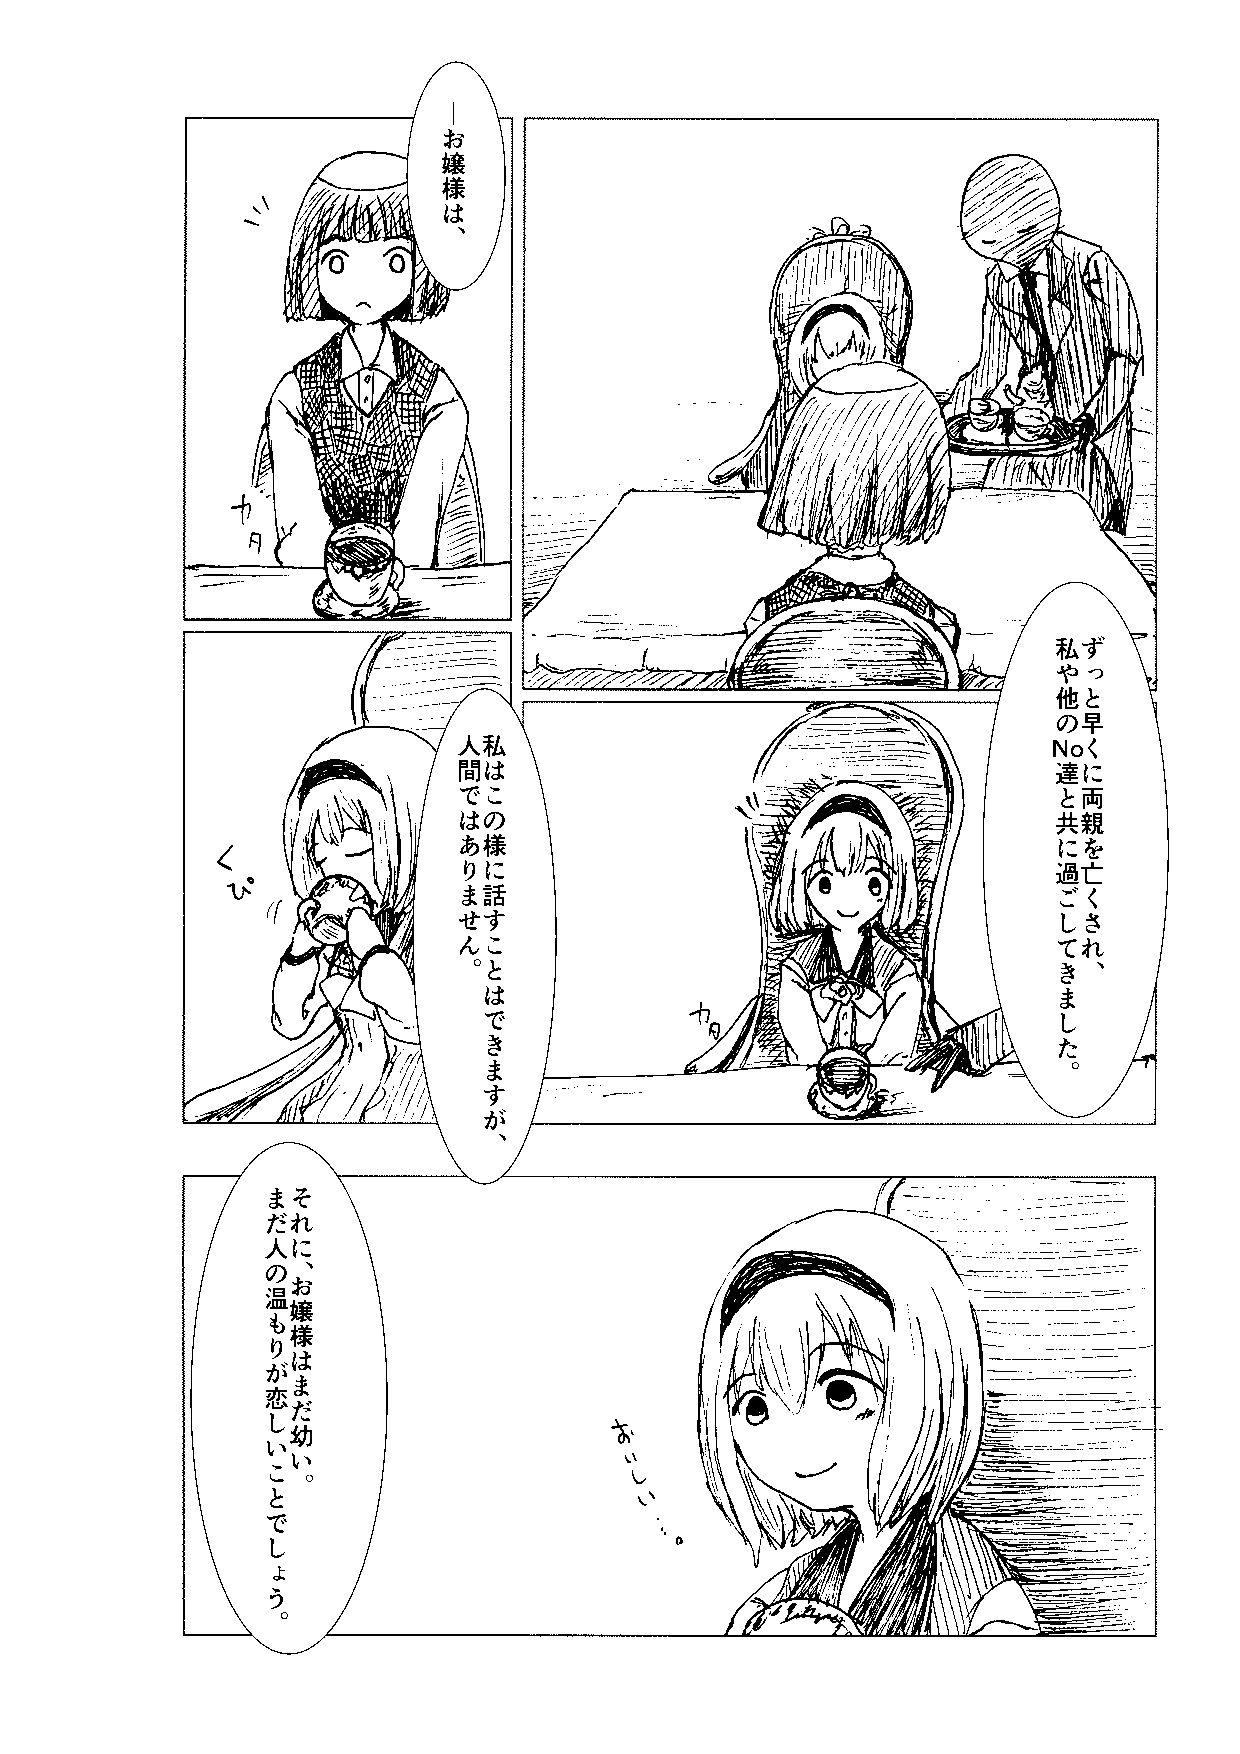 ―お嬢様は、
ガタッ
ずっと早くに両親を亡くされ、
私や他のNo達と共に過ごしてきました。
カタ
私はこの様に話すことはできますが、
人間ではありません。
くぴ
それに、お嬢様はまだ幼い。
まだ人の温もりが恋しいことでしょう。
おいしい…。